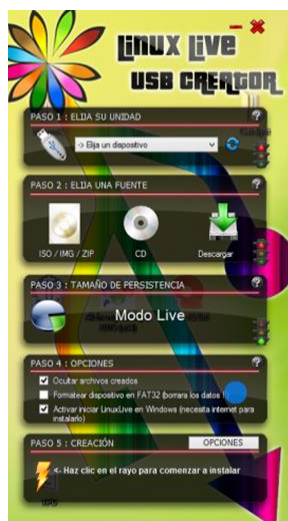 LINUX LIVE
USB CREATOR
PASO 1 : ELIJA SU UNIDAD
?
-> Elija un dispositivo
PASO 2 : ELIJA UNA FUENTE
?
ISO / IMG / ZIP
CD
Descargar
PASO 3 : TAMAÑO DE PERSISTENCIA
?
Modo Live
PASO 4 : OPCIONES
?
Ocultar archivos creados
Formatear dispositivo en FAT32 (borrara los datos !)
Activar iniciar LinuxLive en Windows (necesita internet para
instalarlo)
PASO 5 : CREACIÓN
OPCIONES
<- Haz clic en el rayo para comenzar a instalar